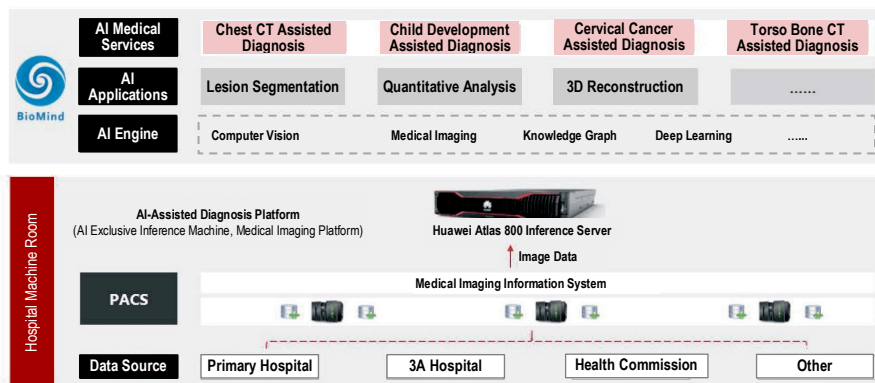 AI Medical
Services
Chest CT Assisted
Diagnosis
Child Development
Assisted Diagnosis
Cervical Cancer
Assisted Diagnosis
Torso Bone CT
Assisted Diagnosis
BioMind
AI
Applications
Lesion Segmentation
Quantitative Analysis
3D Reconstruction
......
AI Engine
Computer Vision
Medical Imaging
Knowledge Graph
Deep Learning
......
Hospital Machine Room
AI-Assisted Diagnosis Platform
(AI Exclusive Inference Machine, Medical Imaging Platform)
Huawei Atlas 800 Inference Server
Image Data
PACS
Medical Imaging Information System
Data Source
Primary Hospital
3A Hospital
Health Commission
Other